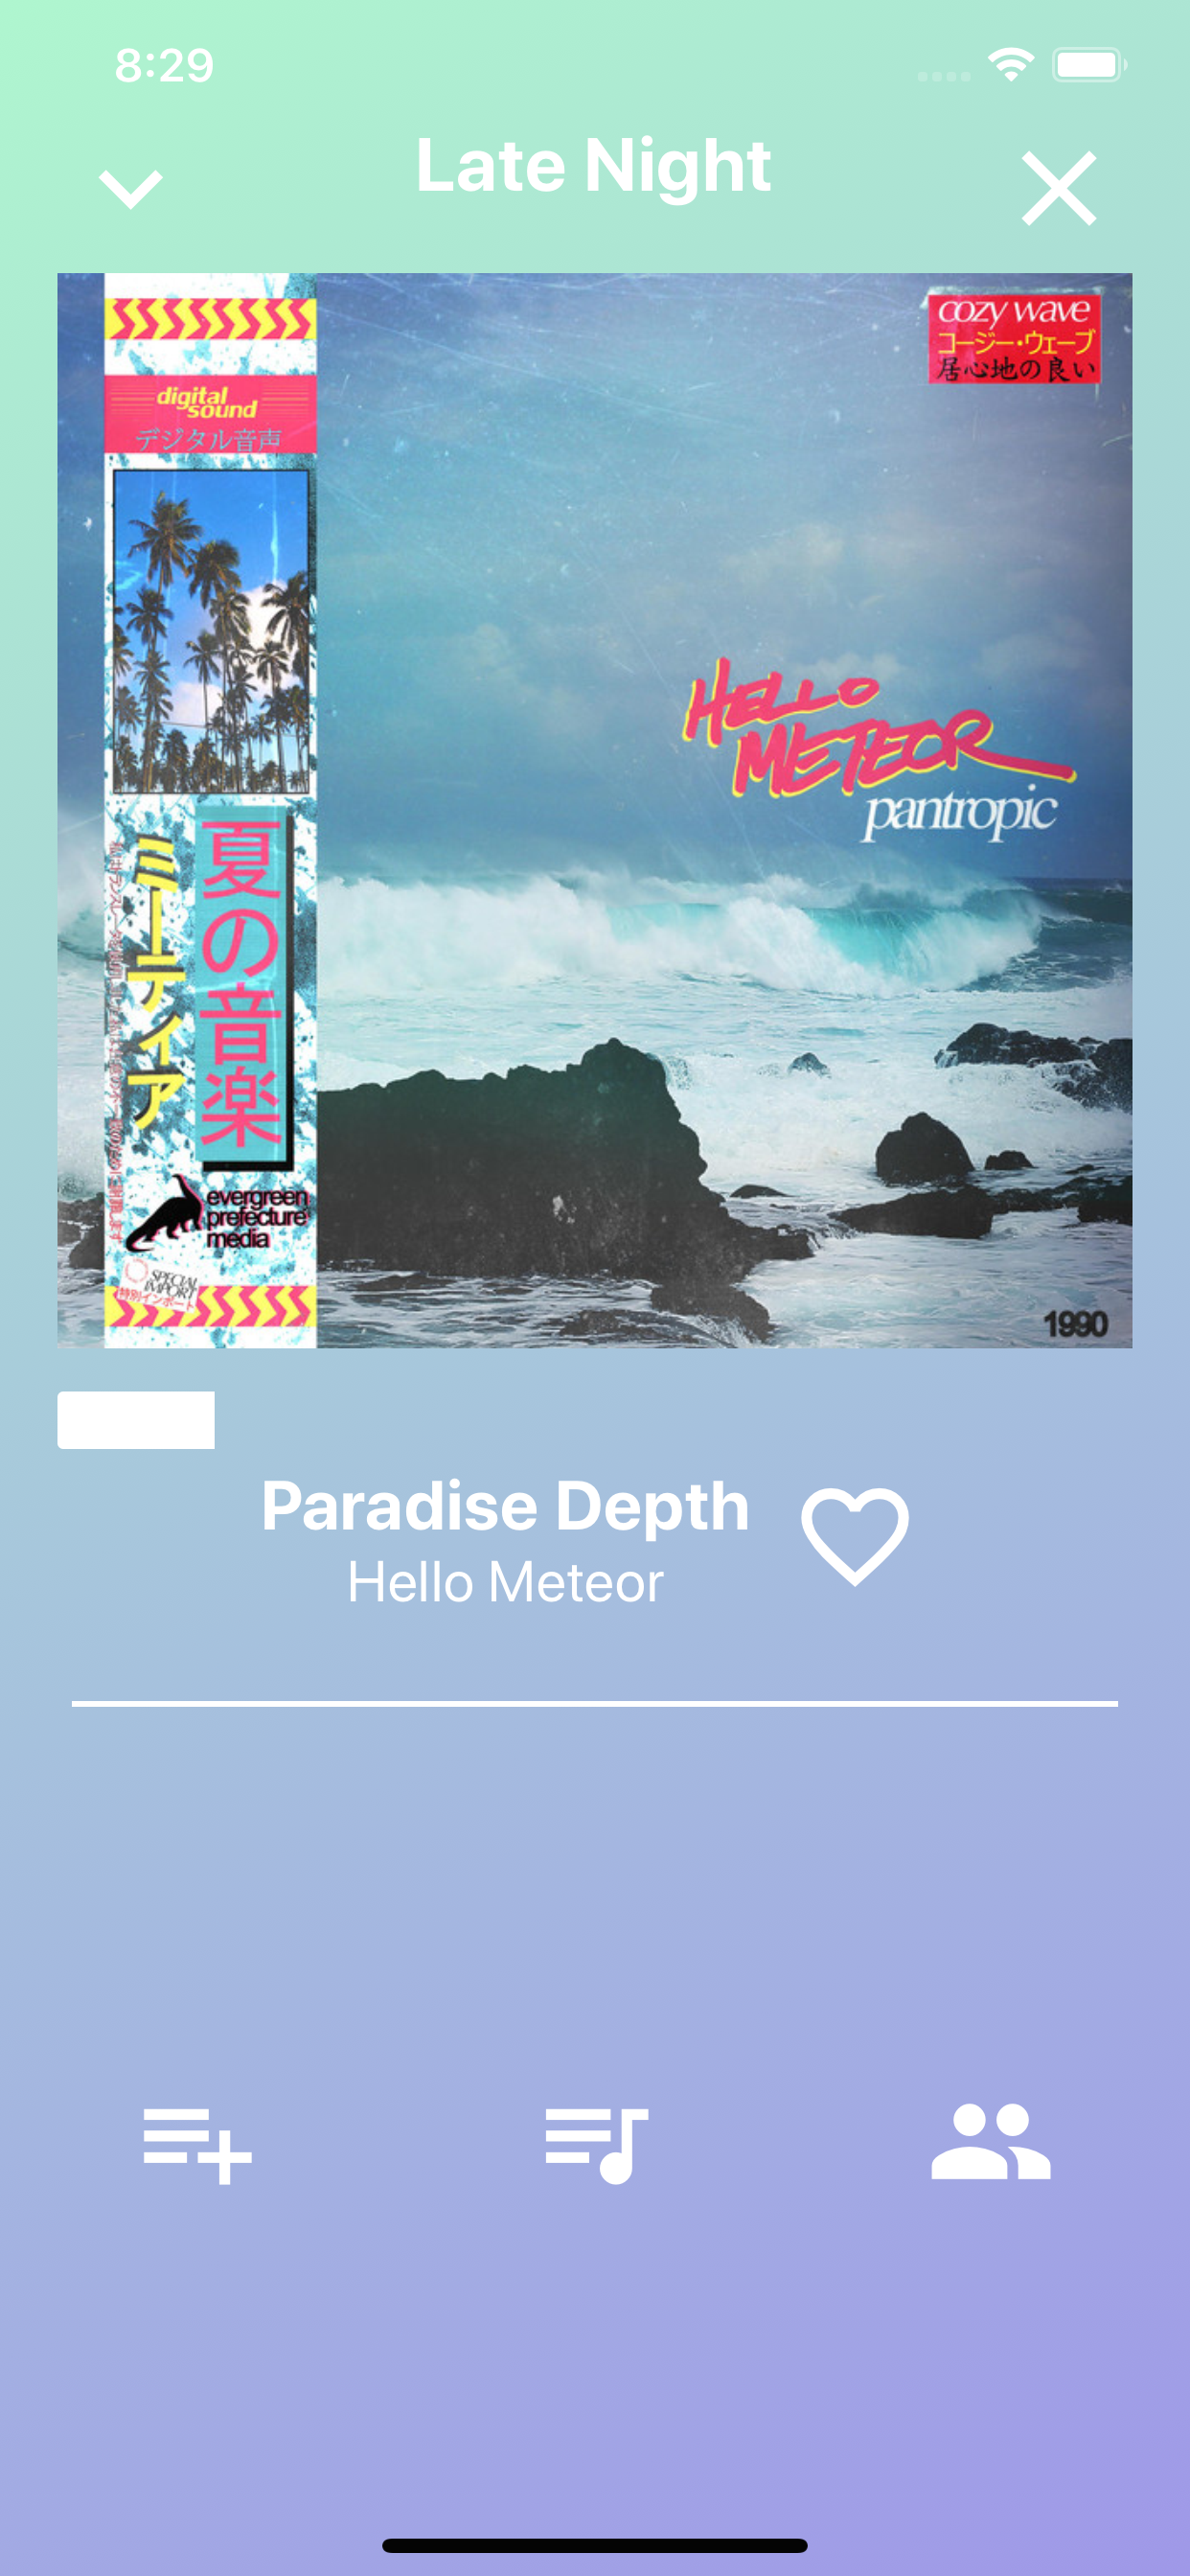 8:29
Late Night
cozy wave
コージー・ウェーブ
居心地の良い
digital
sound
デジタル音声
HELLO
METEOR
pantropic
夏の音楽
ミーティア
evergreen
prefecture
media
SPECIAL
IMPORT
特別インポート
1990
Paradise Depth
Hello Meteor